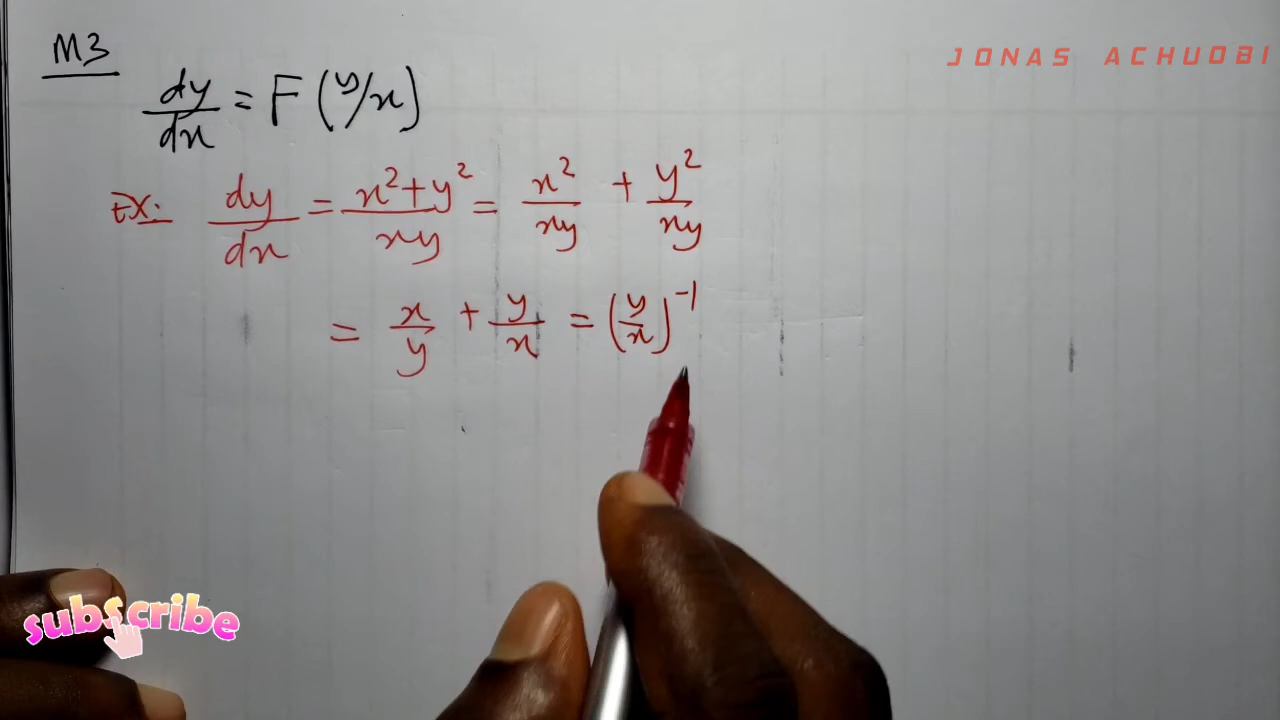 M3
JONAS ACHUOBI
dy/dx = F(y/x)
Ex: dy/dx = x²+y²/xy = x²/xy + y²/xy
= x/y + y/x = (y/x)⁻¹
subscribe